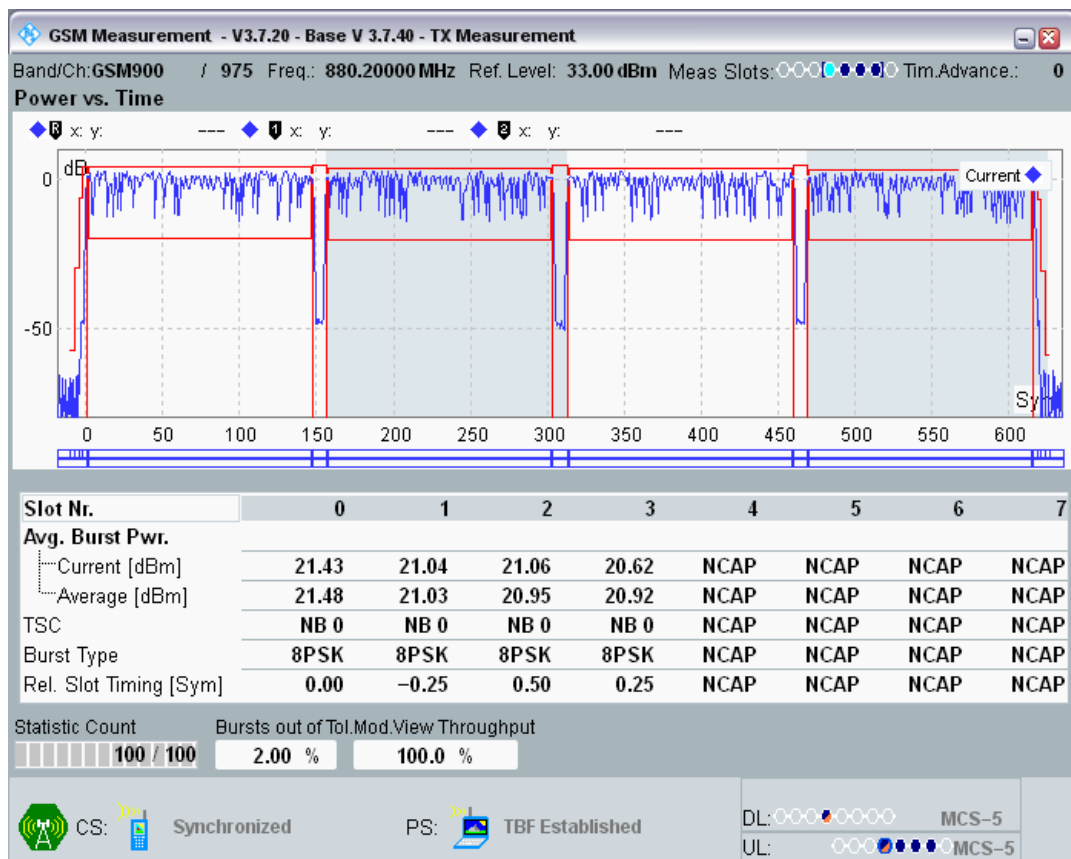 GSM Measurement - V3.7.20 - Base V 3.7.40 - TX Measurement
Band/Ch:GSM900 / 975 Freq.: 880.20000 MHz Ref. Level: 33.00 dBm Meas Slots: Tim.Advance.: 0
Power vs. Time
R x: y: --- 1 x: y: --- 2 x: y: ---
dB
Current
0
-50
0 50 100 150 200 250 300 350 400 450 500 550 600
Slot Nr. 0 1 2 3 4 5 6 7
Avg. Burst Pwr.
Current [dBm] 21.43 21.04 21.06 20.62 NCAP NCAP NCAP NCAP
Average [dBm] 21.48 21.03 20.95 20.92 NCAP NCAP NCAP NCAP
TSC NB 0 NB 0 NB 0 NB 0 NCAP NCAP NCAP NCAP
Burst Type 8PSK 8PSK 8PSK 8PSK NCAP NCAP NCAP NCAP
Rel. Slot Timing [Sym] 0.00 −0.25 0.50 0.25 NCAP NCAP NCAP NCAP
Statistic Count Bursts out of Tol.Mod.View Throughput
100 / 100 2.00 % 100.0 %
CS: Synchronized PS: TBF Established
DL: MCS−5
UL: MCS−5